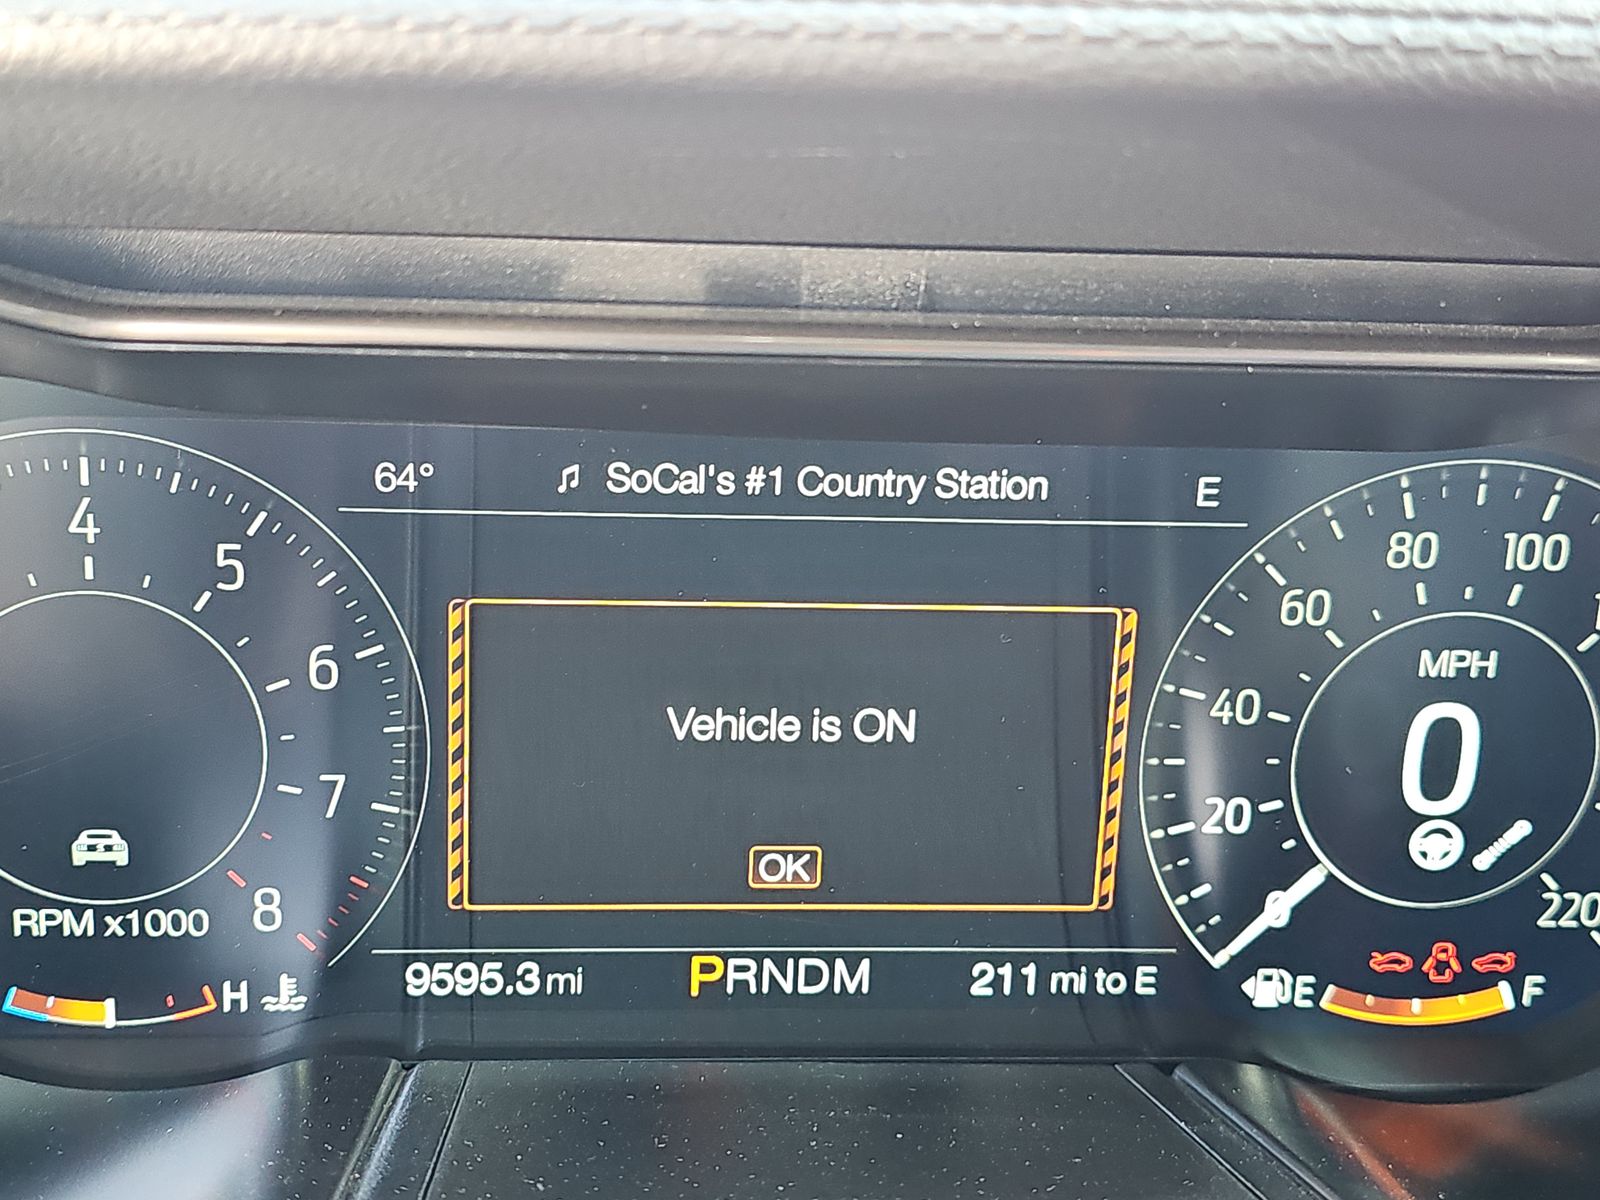 64° SoCal's #1 Country Station E
4
5
6
7
8
RPM x1000
H
Vehicle is ON
OK
9595.3 mi PRNDM 211 mi to E
0
20
40
60
80
100
220
MPH
0
E F